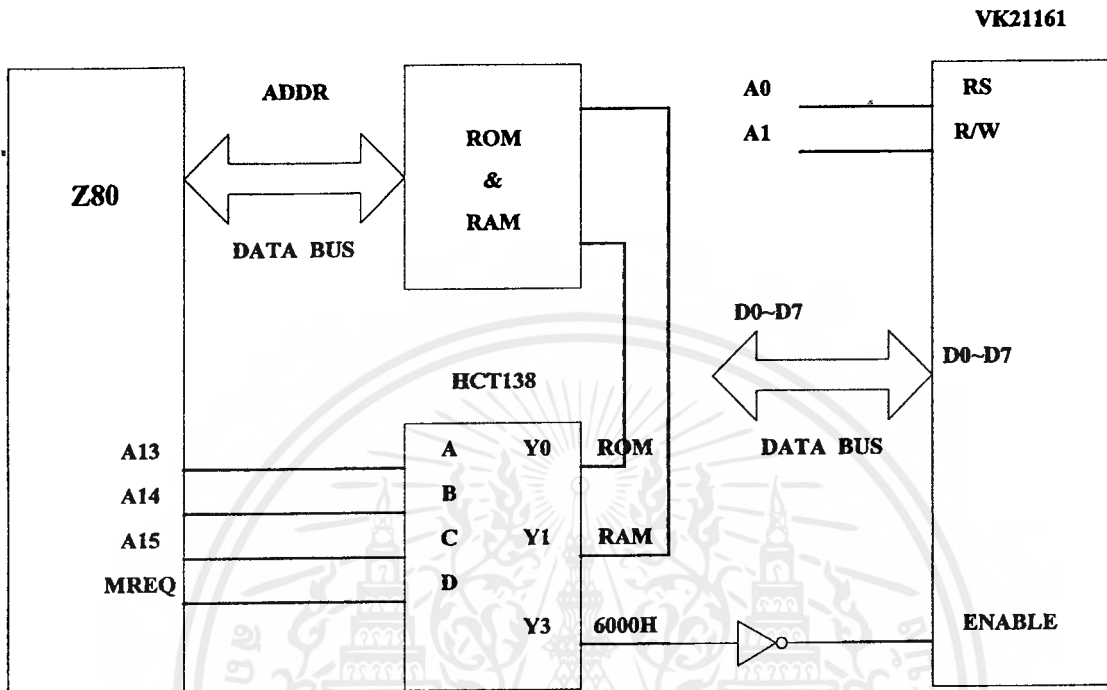 VK21161
ADDR
Z80
DATA BUS
ROM
&
RAM
A0
RS
A1
R/W
D0~D7
D0~D7
DATA BUS
HCT138
A13
A14
A15
MREQ
A
B
C
D
Y0
Y1
Y3
ROM
RAM
6000H
ENABLE